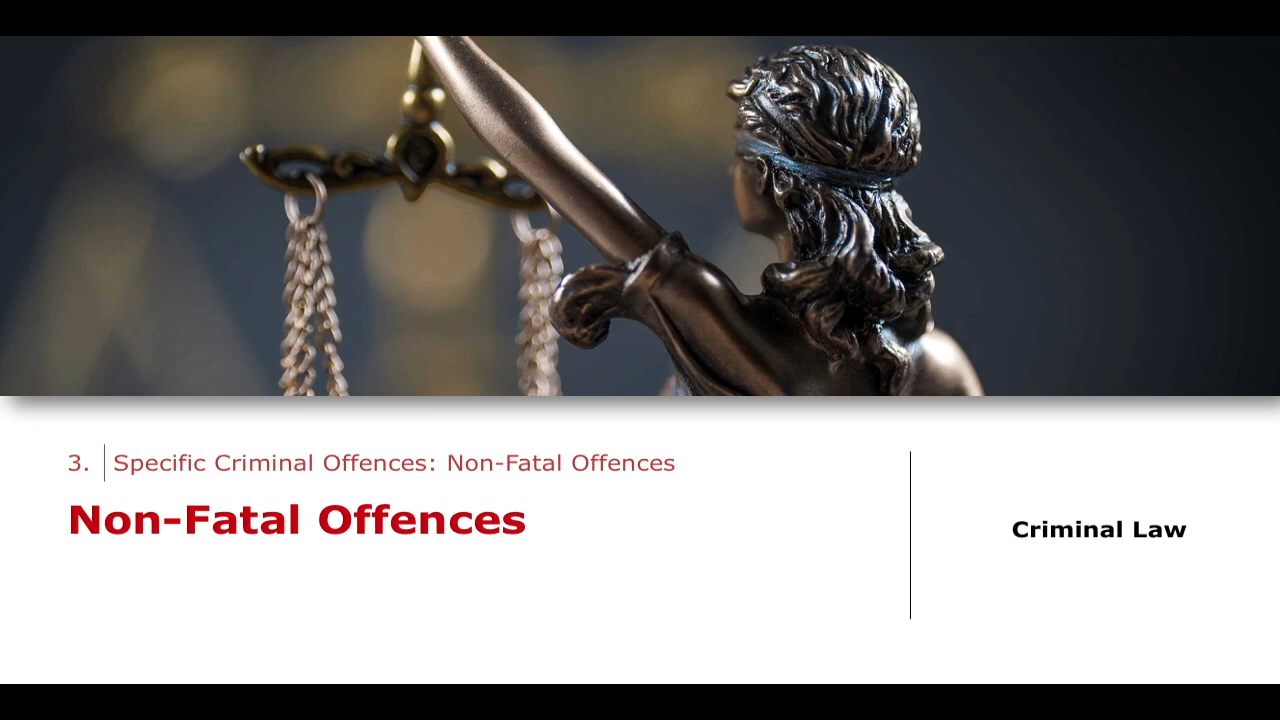 3. Specific Criminal Offences: Non-Fatal Offences
Non-Fatal Offences
Criminal Law